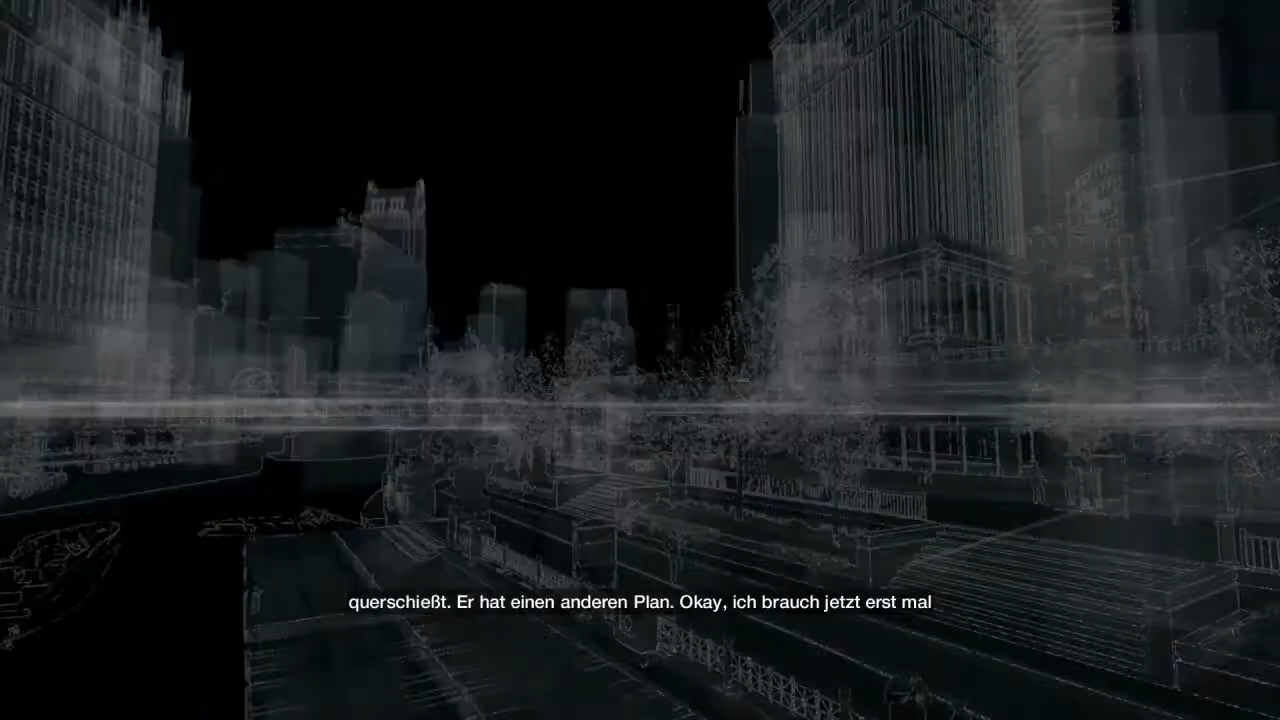 querschießt. Er hat einen anderen Plan. Okay, ich brauch jetzt erst mal